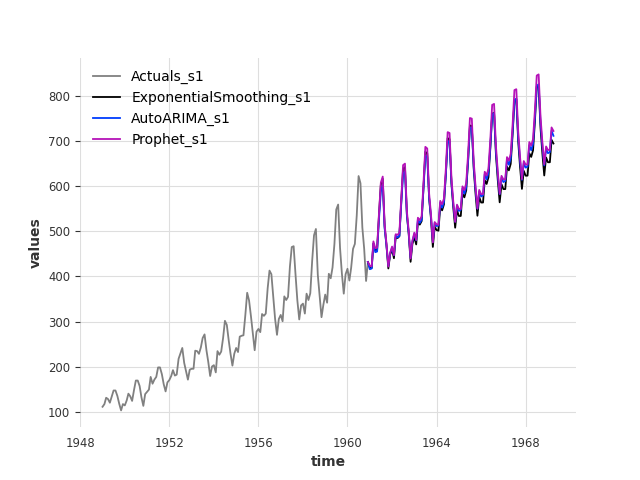 Actuals_s1
ExponentialSmoothing_s1
AutoARIMA_s1
Prophet_s1
800
700
600
500
400
300
200
100
values
1948 1952 1956 1960 1964 1968
time